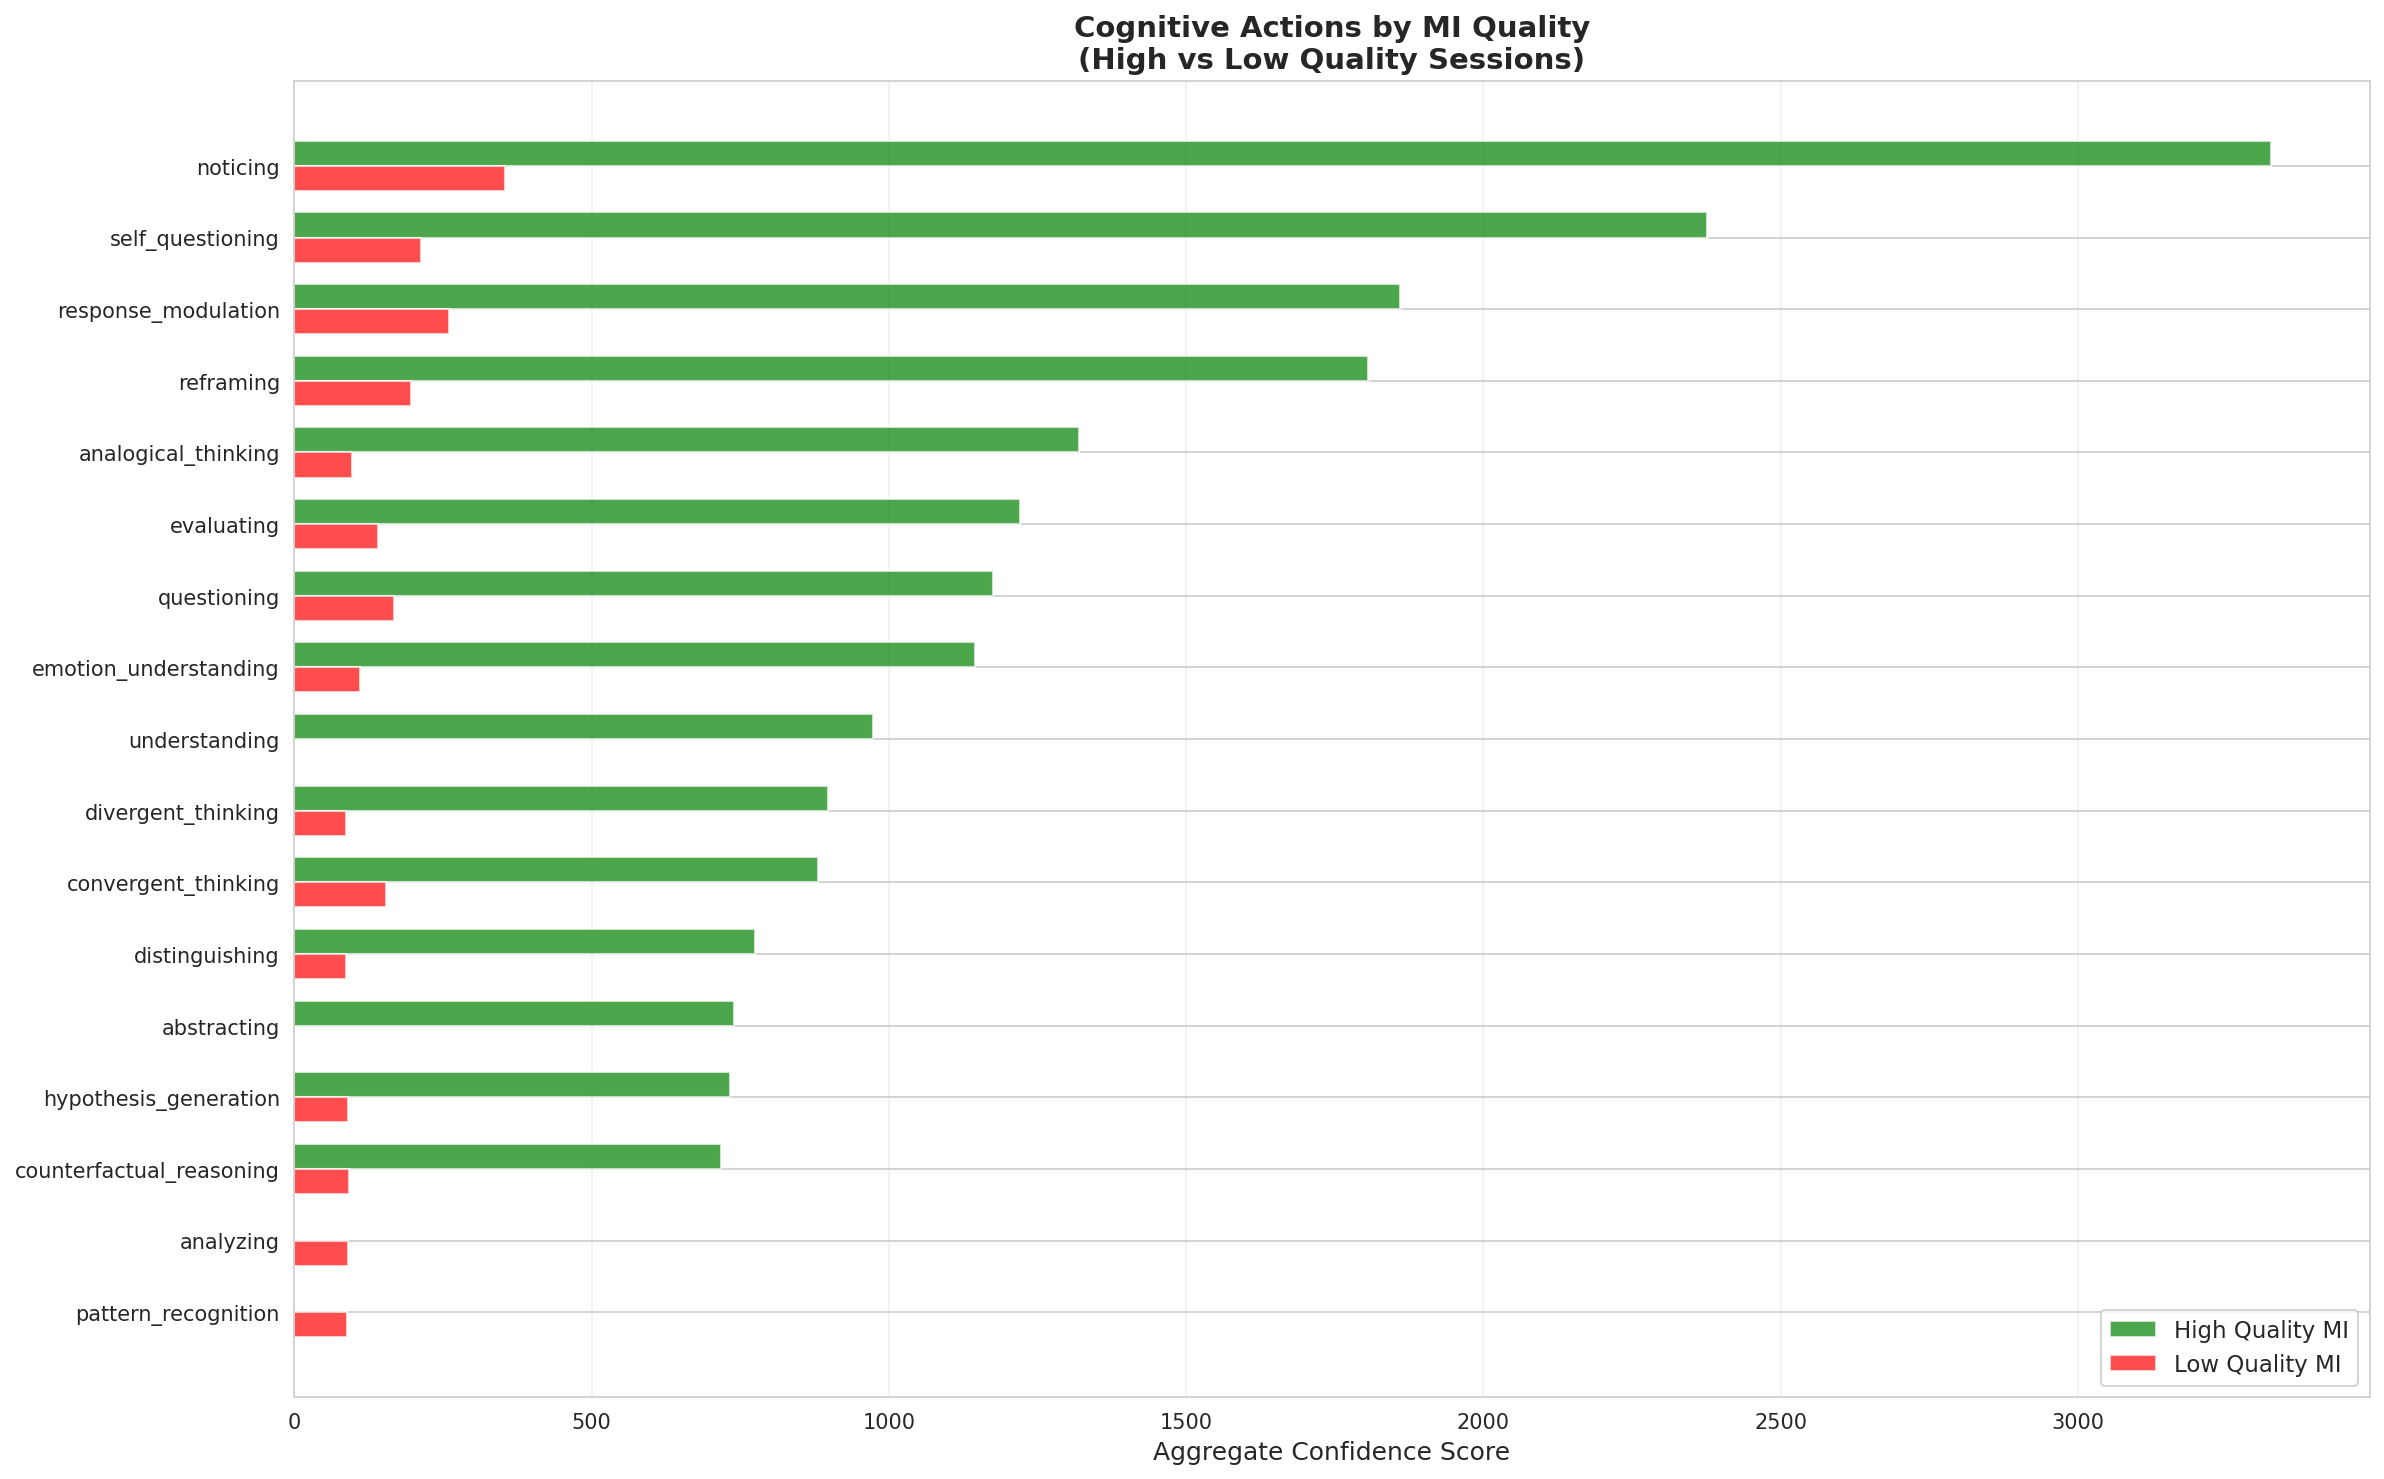 Cognitive Actions by MI Quality
(High vs Low Quality Sessions)
noticing
self_questioning
response_modulation
reframing
analogical_thinking
evaluating
questioning
emotion_understanding
understanding
divergent_thinking
convergent_thinking
distinguishing
abstracting
hypothesis_generation
counterfactual_reasoning
analyzing
pattern_recognition
High Quality MI
Low Quality MI
0 500 1000 1500 2000 2500 3000
Aggregate Confidence Score